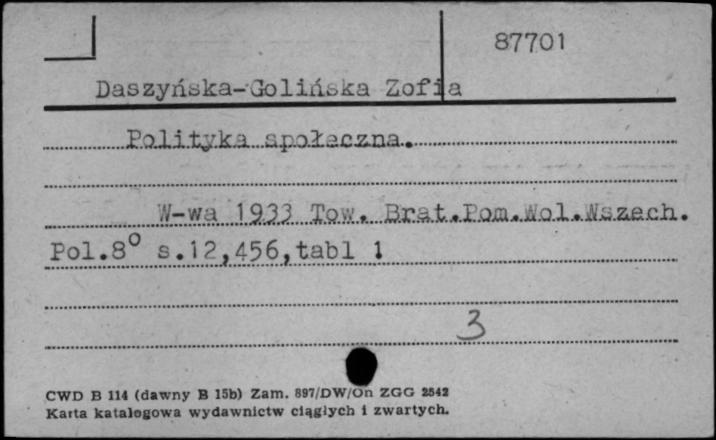 87701
Daszyńska-Golińska Zofia
Polityka społeczna.
W-wa 1933 Tow. Brat.Pom.Wol.Wszech.
Pol.8° s.12,456,tabl 1
3
CWD B 114 (dawny B 15b) Zam. 897/DW/On ZGG 2542
Karta katalogowa wydawnictw ciągłych i zwartych.